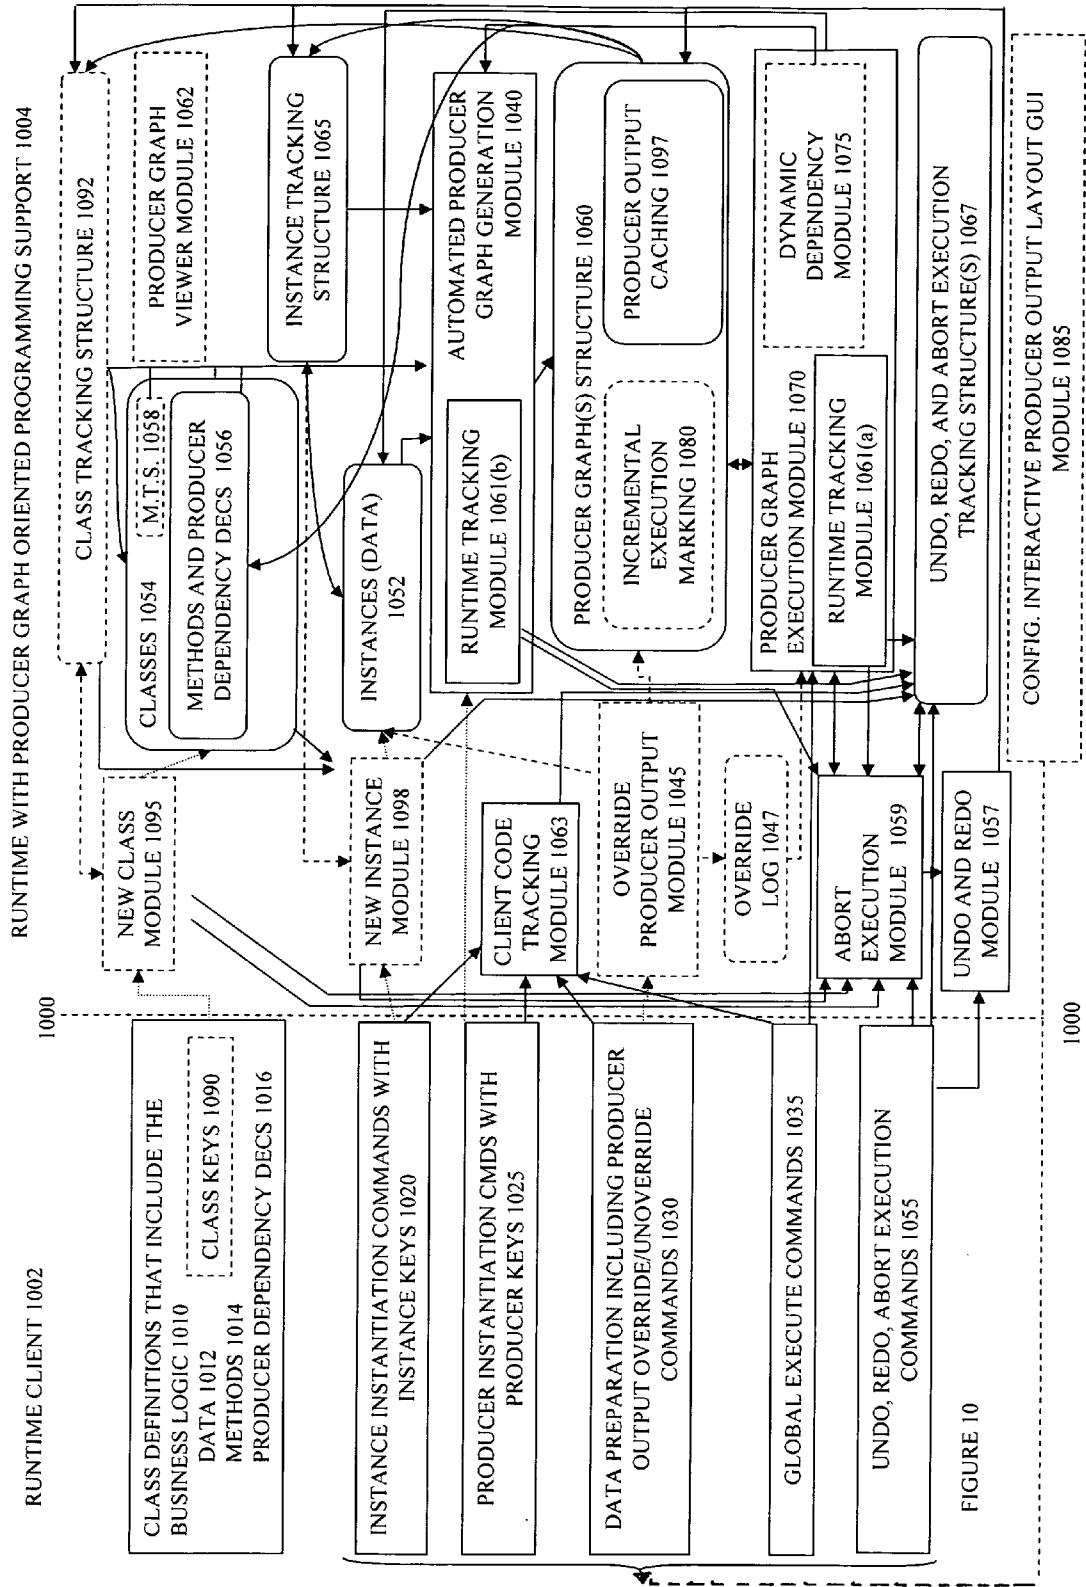 RUNTIME CLIENT 1002
1000
RUNTIME WITH PRODUCER GRAPH ORIENTED PROGRAMMING SUPPORT 1004
CLASS DEFINITIONS THAT INCLUDE THE
BUSINESS LOGIC 1010
DATA 1012
METHODS 1014
PRODUCER DEPENDENCY DECS 1016
CLASS KEYS 1090
INSTANCE INSTANTIATION COMMANDS WITH
INSTANCE KEYS 1020
PRODUCER INSTANTIATION CMDS WITH
PRODUCER KEYS 1025
DATA PREPARATION INCLUDING PRODUCER
OUTPUT OVERRIDE/UNOVERRIDE
COMMANDS 1030
GLOBAL EXECUTE COMMANDS 1035
UNDO, REDO, ABORT EXECUTION
COMMANDS 1055
NEW CLASS
MODULE 1095
NEW INSTANCE
MODULE 1098
CLIENT CODE
TRACKING
MODULE 1063
OVERRIDE
PRODUCER OUTPUT
MODULE 1045
OVERRIDE
LOG 1047
ABORT
EXECUTION
MODULE 1059
UNDO AND REDO
MODULE 1057
CLASS TRACKING STRUCTURE 1092
CLASSES 1054
M.T.S. 1058
METHODS AND PRODUCER
DEPENDENCY DECS 1056
PRODUCER GRAPH
VIEWER MODULE 1062
INSTANCE TRACKING
STRUCTURE 1065
INSTANCES (DATA)
1052
AUTOMATED PRODUCER
GRAPH GENERATION
MODULE 1040
RUNTIME TRACKING
MODULE 1061(b)
PRODUCER GRAPH(S) STRUCTURE 1060
INCREMENTAL
EXECUTION
MARKING 1080
PRODUCER OUTPUT
CACHING 1097
PRODUCER GRAPH
EXECUTION MODULE 1070
RUNTIME TRACKING
MODULE 1061(a)
DYNAMIC
DEPENDENCY
MODULE 1075
UNDO, REDO, AND ABORT EXECUTION
TRACKING STRUCTURE(S) 1067
CONFIG. INTERACTIVE PRODUCER OUTPUT LAYOUT GUI
MODULE 1085
FIGURE 10
1000